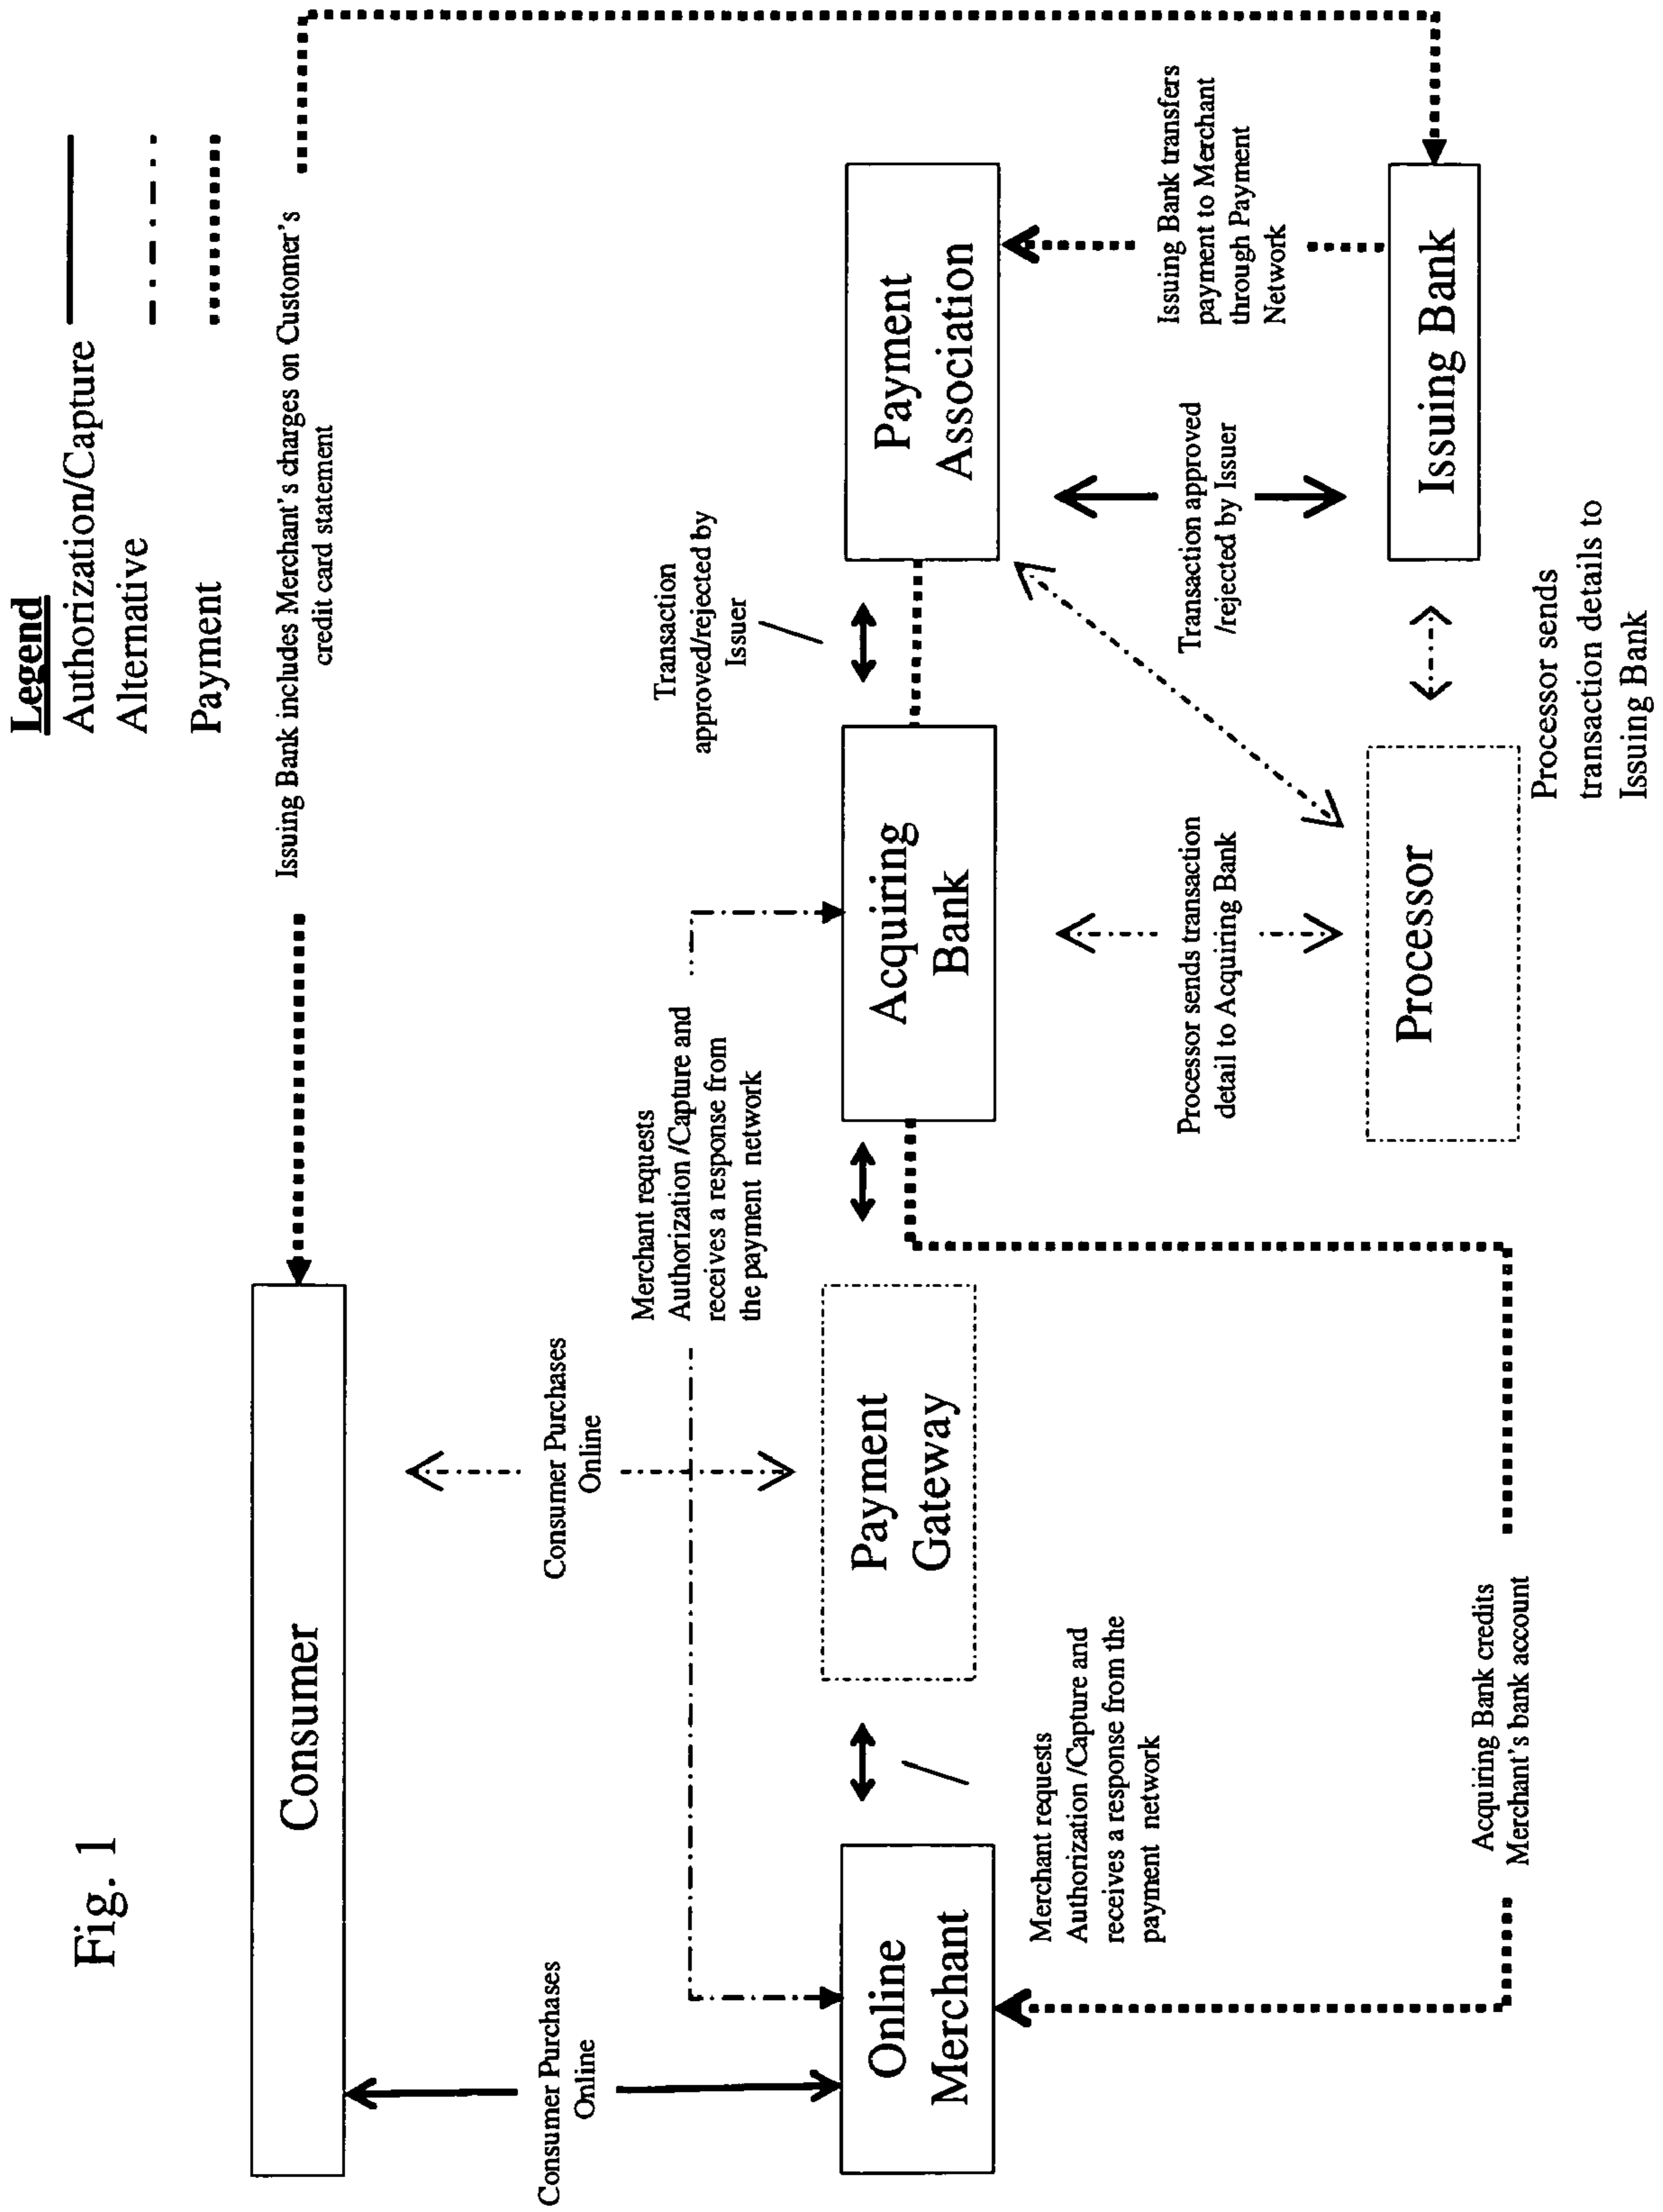 Fig. 1
Legend
Authorization/Capture
Alternative
Payment
Issuing Bank includes Merchant's charges on Customer's
credit card statement
Consumer
Consumer Purchases
Online
Consumer Purchases
Online
Merchant requests
Authorization /Capture and
receives a response from
the payment network
Transaction
approved/rejected by
Issuer
Online
Merchant
Payment
Gateway
Acquiring
Bank
Payment
Association
Merchant requests
Authorization /Capture and
receives a response from the
payment network
Processor sends transaction
detail to Acquiring Bank
Transaction approved
/rejected by Issuer
Issuing Bank transfers
payment to Merchant
through Payment
Network
Processor
Issuing Bank
Acquiring Bank credits
Merchant's bank account
Processor sends
transaction details to
Issuing Bank